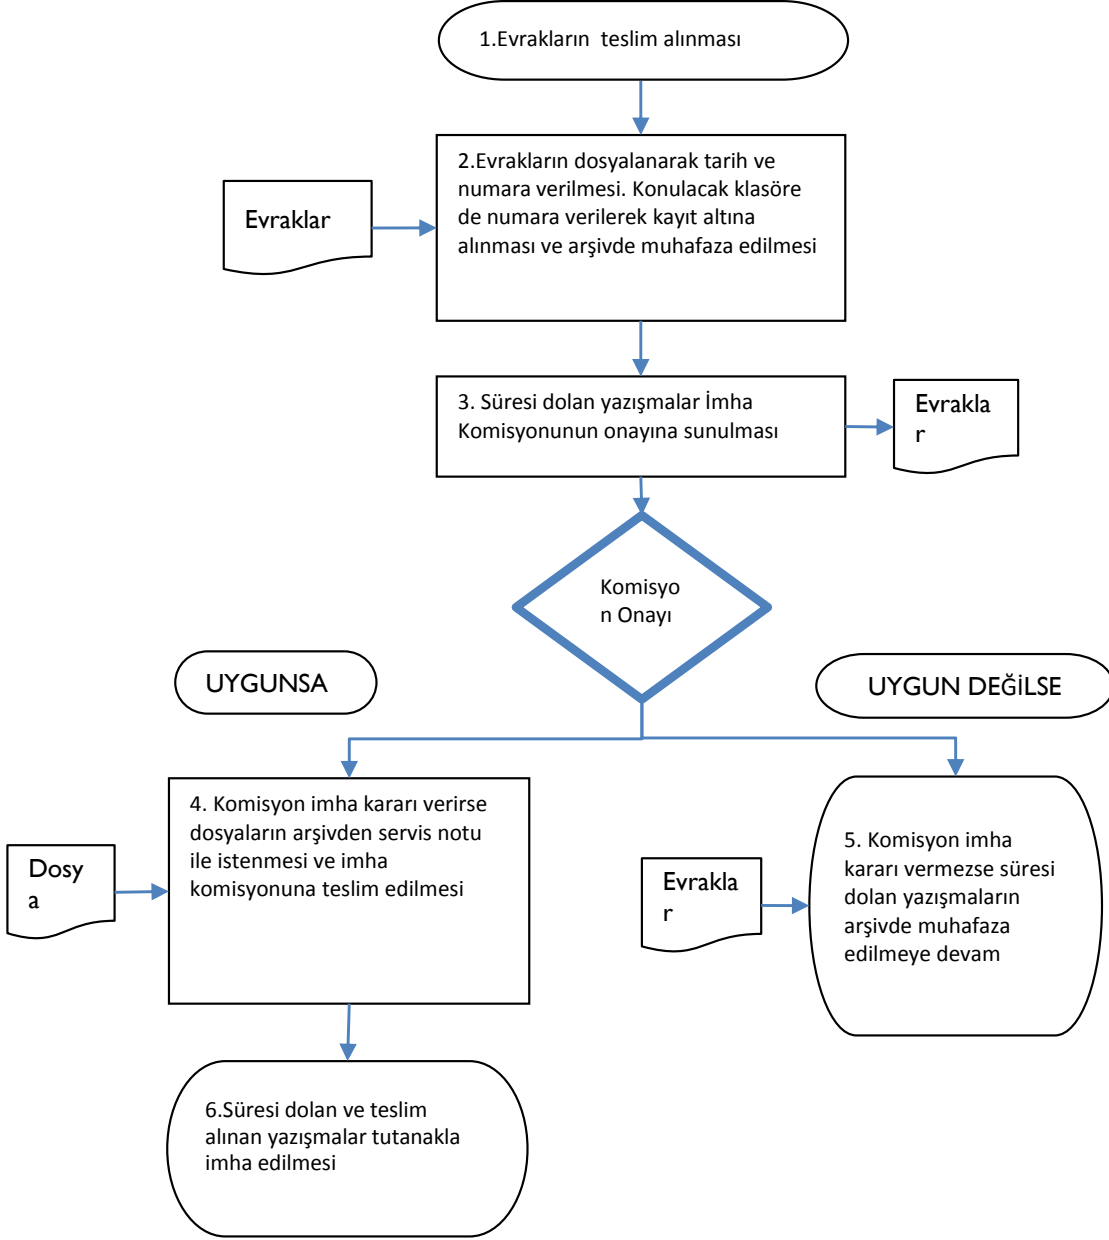 1.Evrakların teslim alınması
2.Evrakların dosyalanarak tarih ve
numara verilmesi. Konulacak klasöre
de numara verilerek kayıt altına
alınması ve arşivde muhafaza edilmesi
Evraklar
3. Süresi dolan yazışmalar İmha
Komisyonunun onayına sunulması
Evrakla
r
Komisyo
n Onayı
UYGUNSA
UYGUN DEĞİLSE
4. Komisyon imha kararı verirse
dosyaların arşivden servis notu
ile istenmesi ve imha
komisyonuna teslim edilmesi
Dosy
a
Evrakla
r
5. Komisyon imha
kararı vermezse süresi
dolan yazışmaların
arşivde muhafaza
edilmeye devam
6.Süresi dolan ve teslim
alınan yazışmalar tutanakla
imha edilmesi